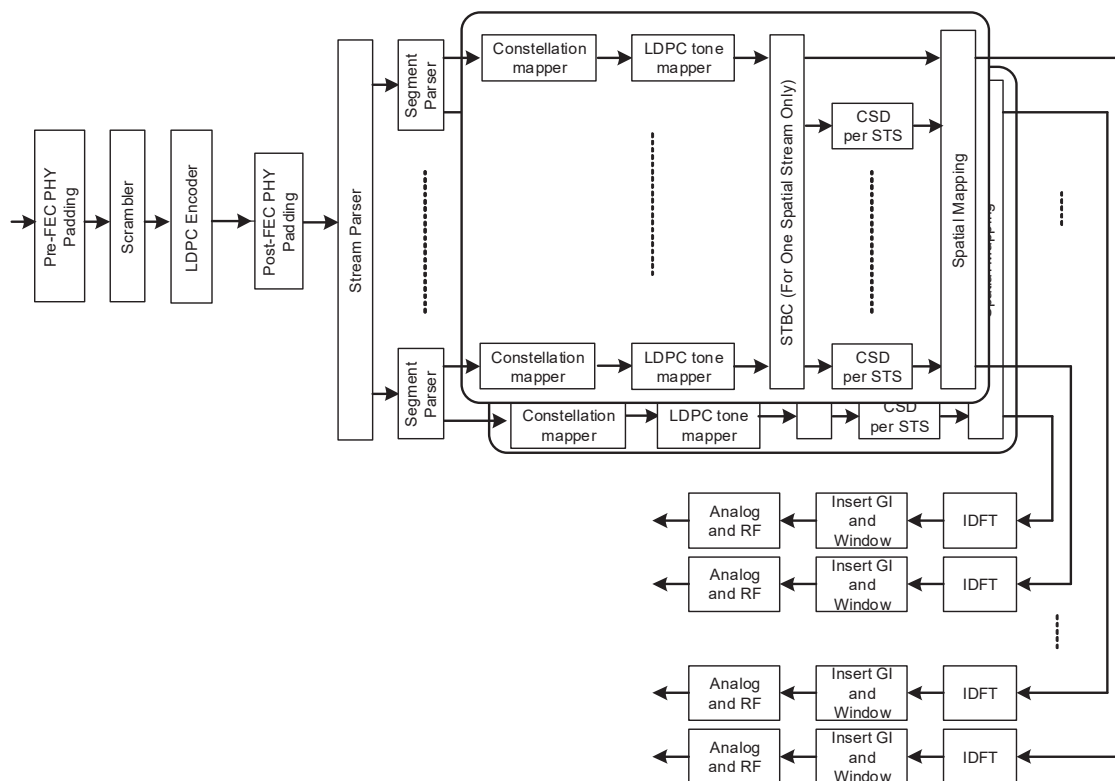 Pre-FEC PHY
Padding
Scrambler
LDPC Encoder
Post-FEC PHY
Padding
Stream Parser
Segment
Parser
Constellation
mapper
LDPC tone
mapper
STBC (For One Spatial Stream Only)
CSD
per STS
Spatial Mapping
Segment
Parser
Constellation
mapper
LDPC tone
mapper
CSD
per STS
Constellation
mapper
LDPC tone
mapper
CSD
per STS
Analog
and RF
Insert GI
and
Window
IDFT
Analog
and RF
Insert GI
and
Window
IDFT
Analog
and RF
Insert GI
and
Window
IDFT
Analog
and RF
Insert GI
and
Window
IDFT